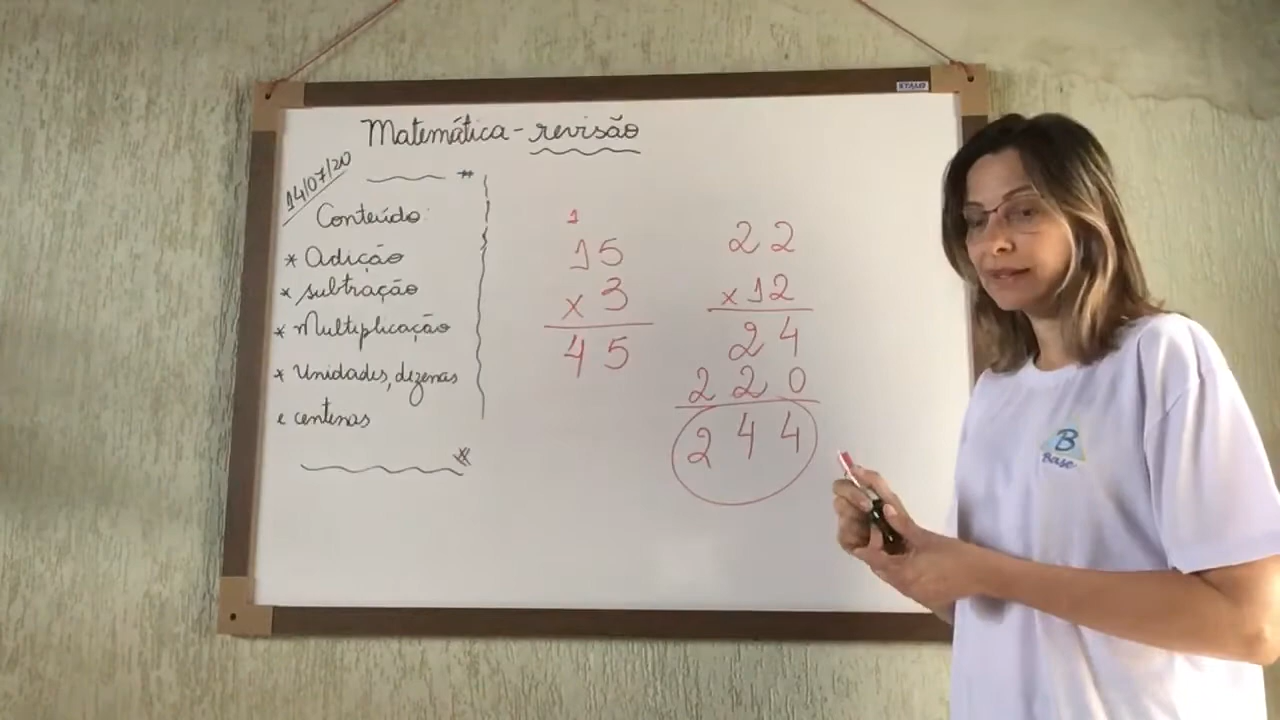 STALO
Matemática - revisão
14/07/20
Conteúdo:
* Adição
* subtração
* Multiplicação
* Unidades, dezenas
e centenas
1
15
x 3
45
22
x 12
24
220
244
B
Base